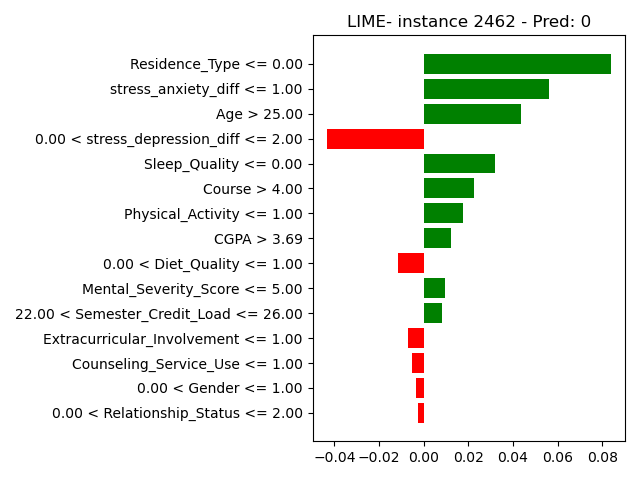 LIME- instance 2462 - Pred: 0
Residence_Type <= 0.00
stress_anxiety_diff <= 1.00
Age > 25.00
0.00 < stress_depression_diff <= 2.00
Sleep_Quality <= 0.00
Course > 4.00
Physical_Activity <= 1.00
CGPA > 3.69
0.00 < Diet_Quality <= 1.00
Mental_Severity_Score <= 5.00
22.00 < Semester_Credit_Load <= 26.00
Extracurricular_Involvement <= 1.00
Counseling_Service_Use <= 1.00
0.00 < Gender <= 1.00
0.00 < Relationship_Status <= 2.00
−0.04 −0.02 0.00 0.02 0.04 0.06 0.08